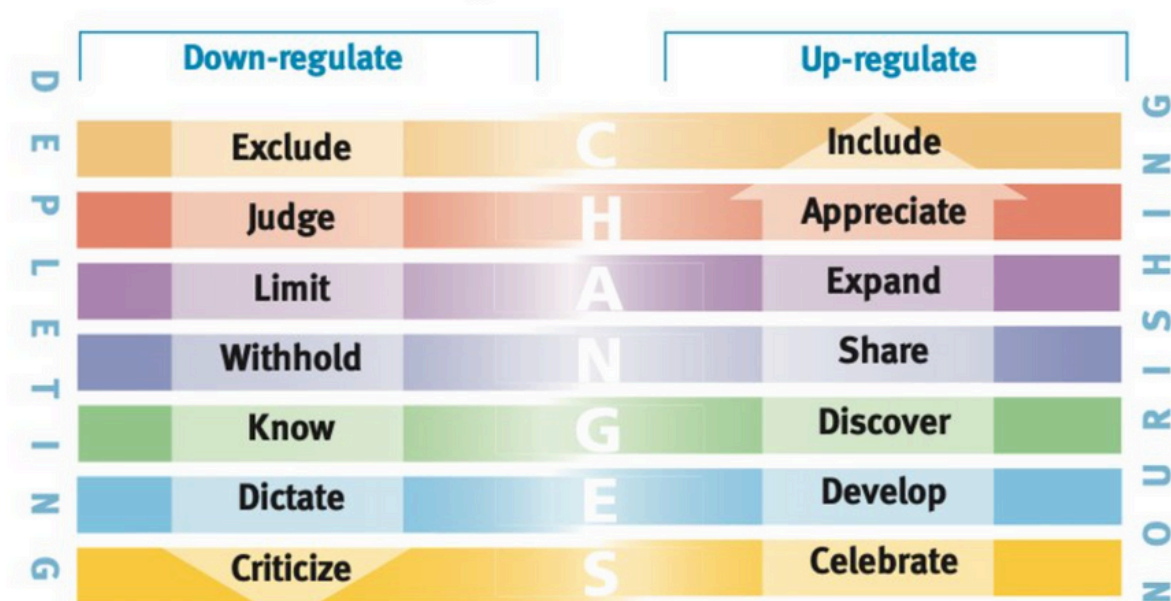 Down-regulate Up-regulate
DEPLETING
Exclude C Include
Judge H Appreciate
Limit A Expand
Withhold N Share
Know G Discover
Dictate E Develop
Criticize S Celebrate
NOURISHING